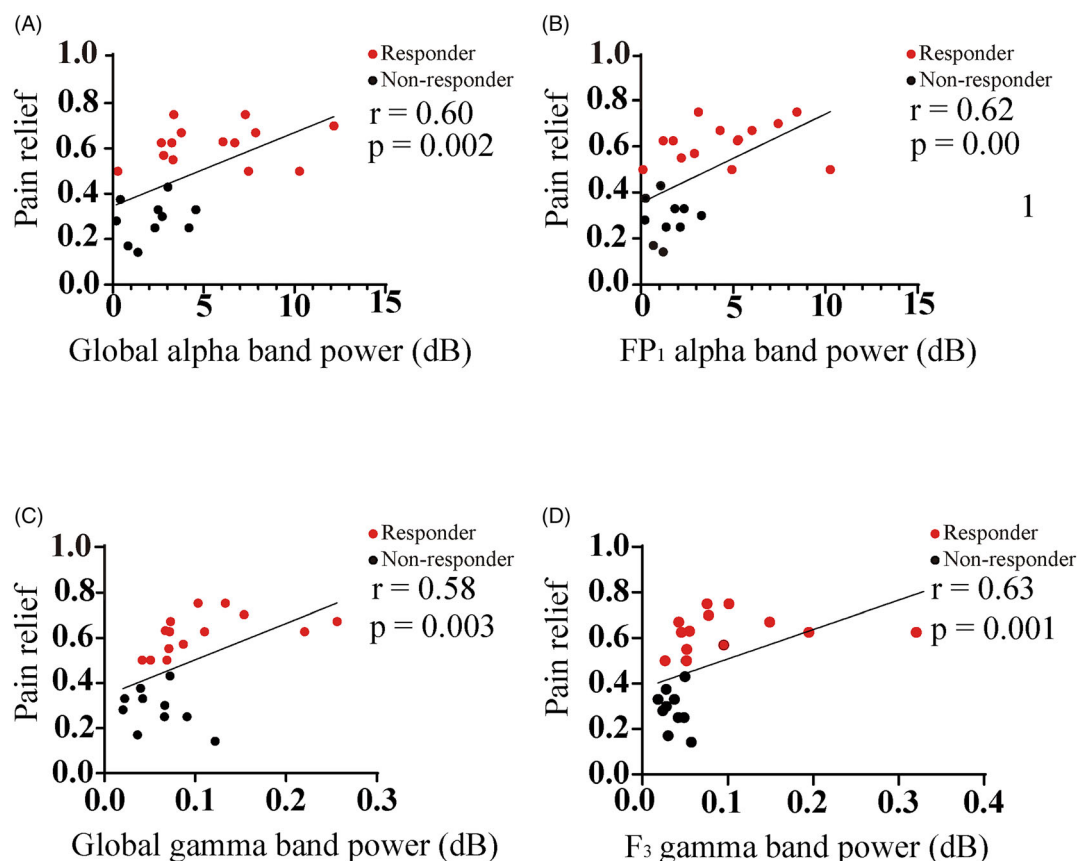 (A)
Responder
Non-responder
r = 0.60
p = 0.002
Pain relief
1.0
0.8
0.6
0.4
0.2
0.0
0 5 10 15
Global alpha band power (dB)
(B)
Responder
Non-responder
r = 0.62
p = 0.00
1
Pain relief
1.0
0.8
0.6
0.4
0.2
0.0
0 5 10 15
FP1 alpha band power (dB)
(C)
Responder
Non-responder
r = 0.58
p = 0.003
Pain relief
1.0
0.8
0.6
0.4
0.2
0.0
0.0 0.1 0.2 0.3
Global gamma band power (dB)
(D)
Responder
Non-responder
r = 0.63
p = 0.001
Pain relief
1.0
0.8
0.6
0.4
0.2
0.0
0.0 0.1 0.2 0.3 0.4
F3 gamma band power (dB)